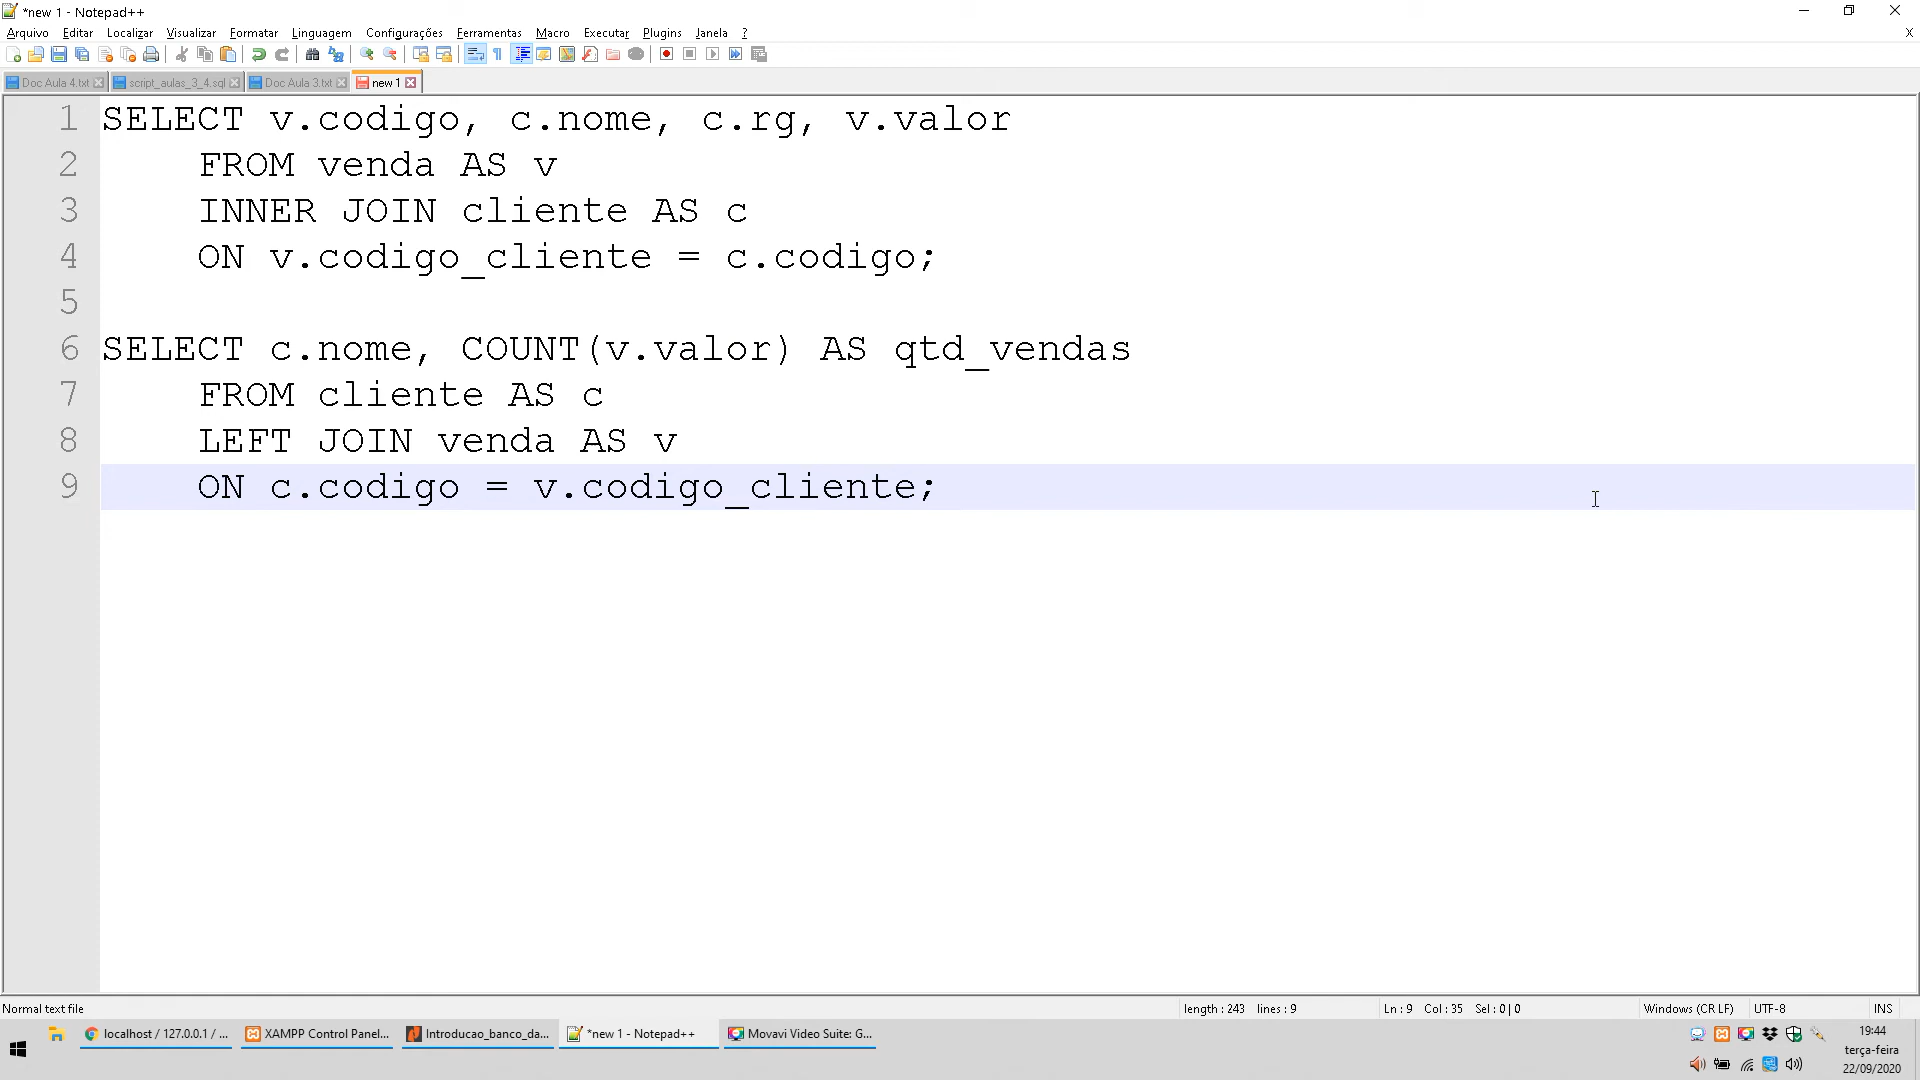 *new 1 - Notepad++
Arquivo Editar Localizar Visualizar Formatar Linguagem Configurações Ferramentas Macro Executar Plugins Janela ? X
Doc Aula 4.txt script_aulas_3_4.sql Doc Aula 3.txt new 1
1 SELECT v.codigo, c.nome, c.rg, v.valor
2 FROM venda AS v
3 INNER JOIN cliente AS c
4 ON v.codigo_cliente = c.codigo;
5
6 SELECT c.nome, COUNT(v.valor) AS qtd_vendas
7 FROM cliente AS c
8 LEFT JOIN venda AS v
9 ON c.codigo = v.codigo_cliente;
Normal text file length : 243 lines : 9 Ln : 9 Col : 35 Sel : 0 | 0 Windows (CR LF) UTF-8 INS
localhost / 127.0.0.1 / ... XAMPP Control Panel... Introducao_banco_da... *new 1 - Notepad++ Movavi Video Suite: G... 19:44
terça-feira
22/09/2020